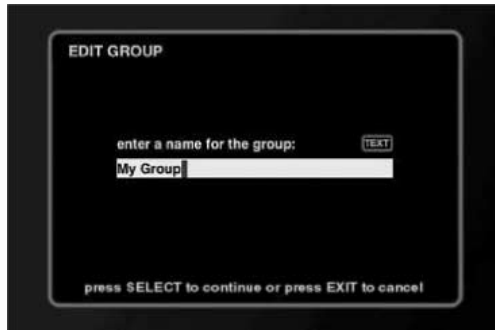 EDIT GROUP
enter a name for the group: TEXT
My Group
press SELECT to continue or press EXIT to cancel